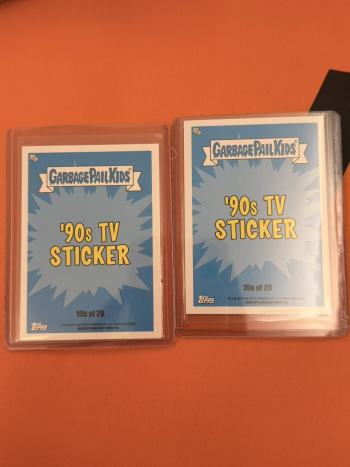 GARBAGE PAIL KIDS
'90s TV
STICKER
19b of 20
Topps
GARBAGE PAIL KIDS
'90s TV
STICKER
19a of 20
Topps